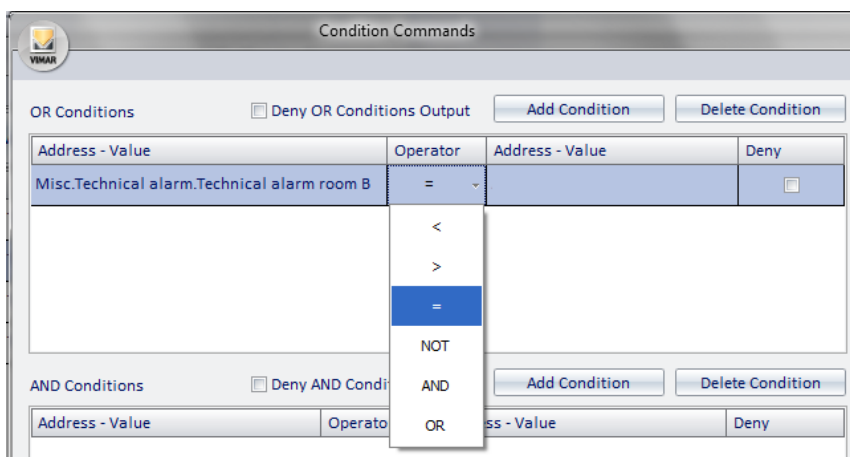 Condition Commands
VIMAR
OR Conditions Deny OR Conditions Output Add Condition Delete Condition
Address - Value Operator Address - Value Deny
Misc.Technical alarm.Technical alarm room B =
<
>
=
NOT
AND Conditions Deny AND Condi AND Add Condition Delete Condition
Address - Value Operato OR ss - Value Deny